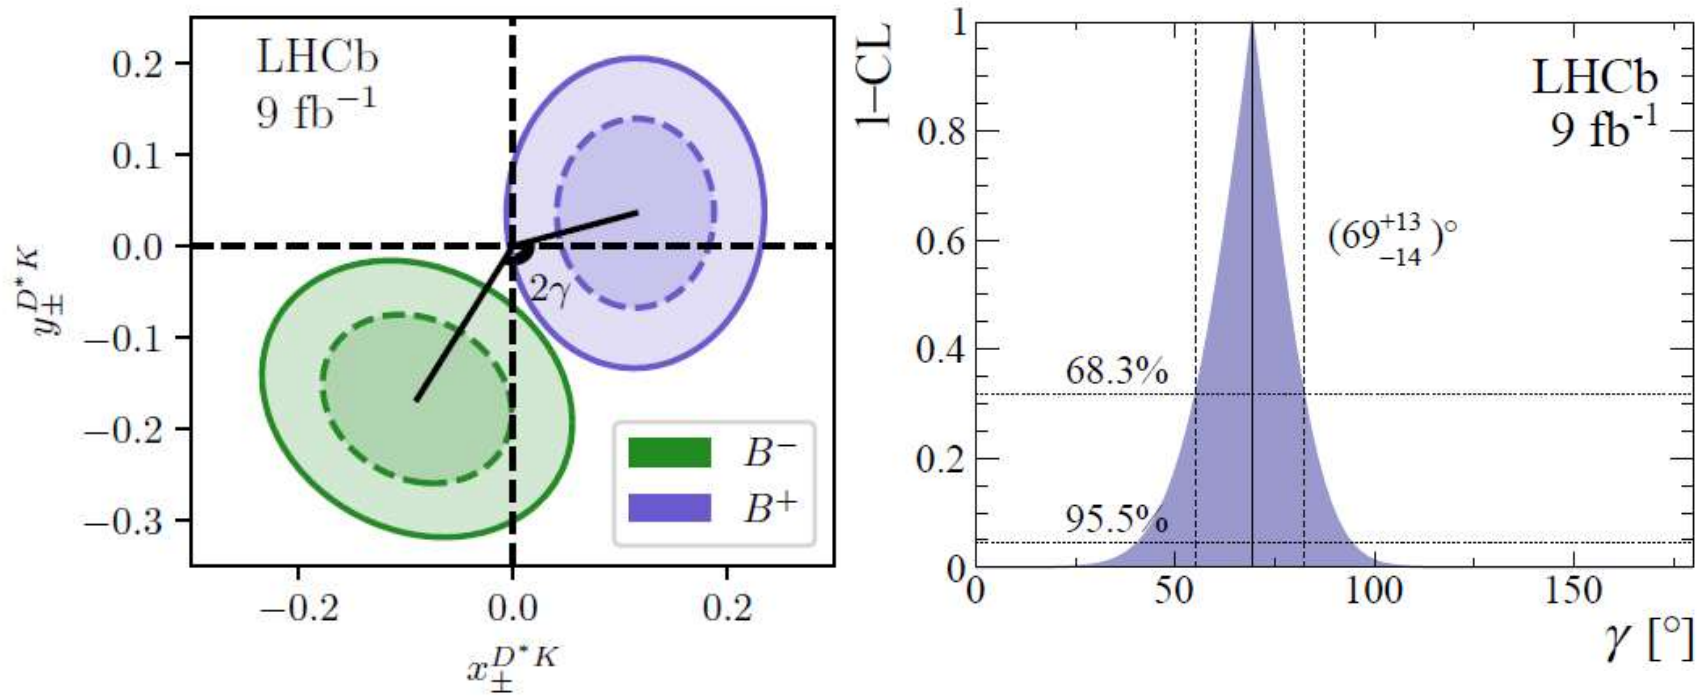 LHCb
9 fb⁻¹
0.2
0.1
0.0
−0.1
−0.2
−0.3
y±^{D*K}
2γ
B⁻
B⁺
−0.2 0.0 0.2
x±^{D*K}
1–CL
1
0.8
0.6
0.4
0.2
0
LHCb
9 fb⁻¹
(69 +13 −14)°
68.3%
95.5%
0 50 100 150
γ [°]